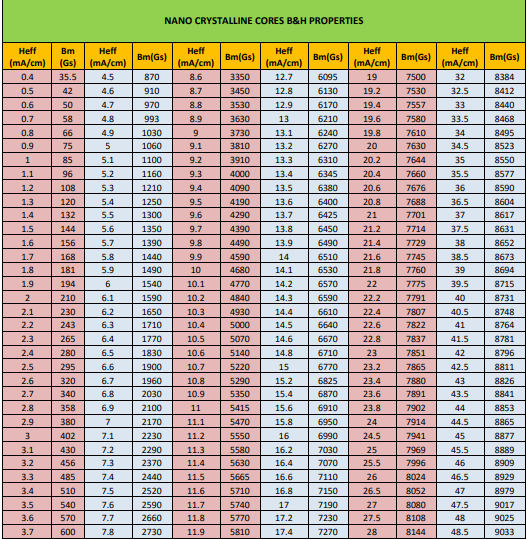 NANO CRYSTALLINE CORES B&H PROPERTIES
Heff (mA/cm) Bm (Gs) Heff (mA/cm) Bm(Gs) Heff (mA/cm) Bm(Gs) Heff (mA/cm) Bm(Gs) Heff (mA/cm) Bm(Gs) Heff (mA/cm) Bm(Gs)
0.4 35.5 4.5 870 8.6 3350 12.7 6095 19 7500 32 8384
0.5 42 4.6 910 8.7 3450 12.8 6130 19.2 7530 32.5 8412
0.6 50 4.7 970 8.8 3530 12.9 6170 19.4 7557 33 8440
0.7 58 4.8 993 8.9 3630 13 6210 19.6 7580 33.5 8468
0.8 66 4.9 1030 9 3730 13.1 6240 19.8 7610 34 8495
0.9 75 5 1060 9.1 3810 13.2 6270 20 7630 34.5 8523
1 85 5.1 1100 9.2 3910 13.3 6310 20.2 7644 35 8550
1.1 96 5.2 1160 9.3 4000 13.4 6345 20.4 7660 35.5 8577
1.2 108 5.3 1210 9.4 4090 13.5 6380 20.6 7676 36 8590
1.3 120 5.4 1250 9.5 4190 13.6 6400 20.8 7688 36.5 8604
1.4 132 5.5 1300 9.6 4290 13.7 6425 21 7701 37 8617
1.5 144 5.6 1350 9.7 4390 13.8 6450 21.2 7714 37.5 8631
1.6 156 5.7 1390 9.8 4490 13.9 6490 21.4 7729 38 8652
1.7 168 5.8 1440 9.9 4590 14 6510 21.6 7745 38.5 8673
1.8 181 5.9 1490 10 4680 14.1 6530 21.8 7760 39 8694
1.9 194 6 1540 10.1 4770 14.2 6570 22 7775 39.5 8715
2 210 6.1 1590 10.2 4840 14.3 6590 22.2 7791 40 8731
2.1 230 6.2 1650 10.3 4930 14.4 6610 22.4 7807 40.5 8748
2.2 243 6.3 1710 10.4 5000 14.5 6640 22.6 7822 41 8764
2.3 265 6.4 1770 10.5 5070 14.6 6670 22.8 7837 41.5 8781
2.4 280 6.5 1830 10.6 5140 14.8 6710 23 7851 42 8796
2.5 295 6.6 1900 10.7 5220 15 6770 23.2 7865 42.5 8811
2.6 320 6.7 1960 10.8 5290 15.2 6825 23.4 7880 43 8826
2.7 340 6.8 2030 10.9 5350 15.4 6870 23.6 7891 43.5 8841
2.8 358 6.9 2100 11 5415 15.6 6910 23.8 7902 44 8853
2.9 380 7 2170 11.1 5470 15.8 6950 24 7914 44.5 8865
3 402 7.1 2230 11.2 5550 16 6990 24.5 7941 45 8877
3.1 430 7.2 2290 11.3 5580 16.2 7030 25 7969 45.5 8889
3.2 456 7.3 2370 11.4 5630 16.4 7070 25.5 7996 46 8909
3.3 485 7.4 2440 11.5 5665 16.6 7110 26 8024 46.5 8929
3.4 510 7.5 2520 11.6 5710 16.8 7150 26.5 8052 47 8979
3.5 540 7.6 2590 11.7 5740 17 7190 27 8080 47.5 9017
3.6 570 7.7 2660 11.8 5770 17.2 7230 27.5 8108 48 9025
3.7 600 7.8 2730 11.9 5810 17.4 7270 28 8144 48.5 9033